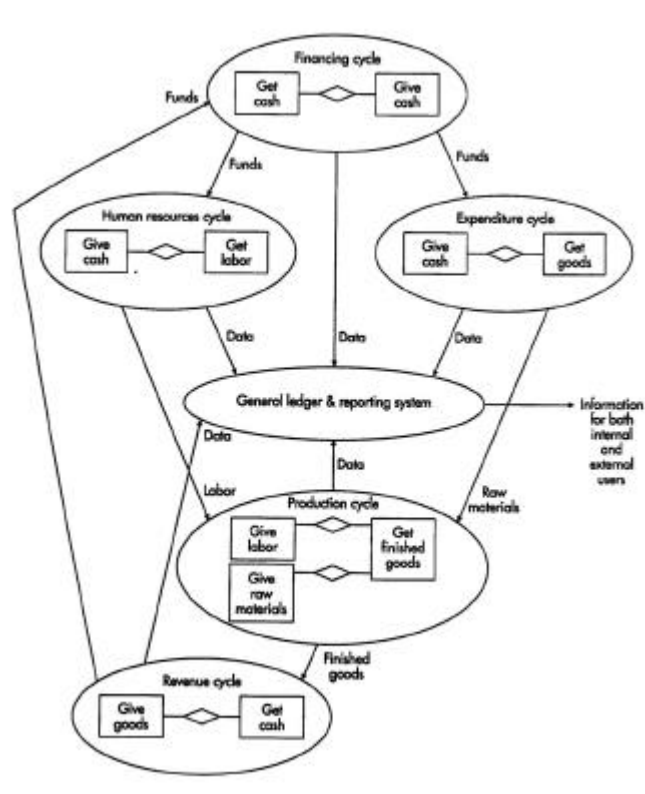 Financing cycle
Get
cash
Give
cash
Funds
Funds
Funds
Human resources cycle
Give
cash
Get
labor
Expenditure cycle
Give
cash
Get
goods
Data
Data
Data
General ledger & reporting system
Information
for both
internal
and
external
users
Data
Data
Labor
Raw
materials
Production cycle
Give
labor
Get
finished
goods
Give
raw
materials
Finished
goods
Revenue cycle
Give
goods
Get
cash